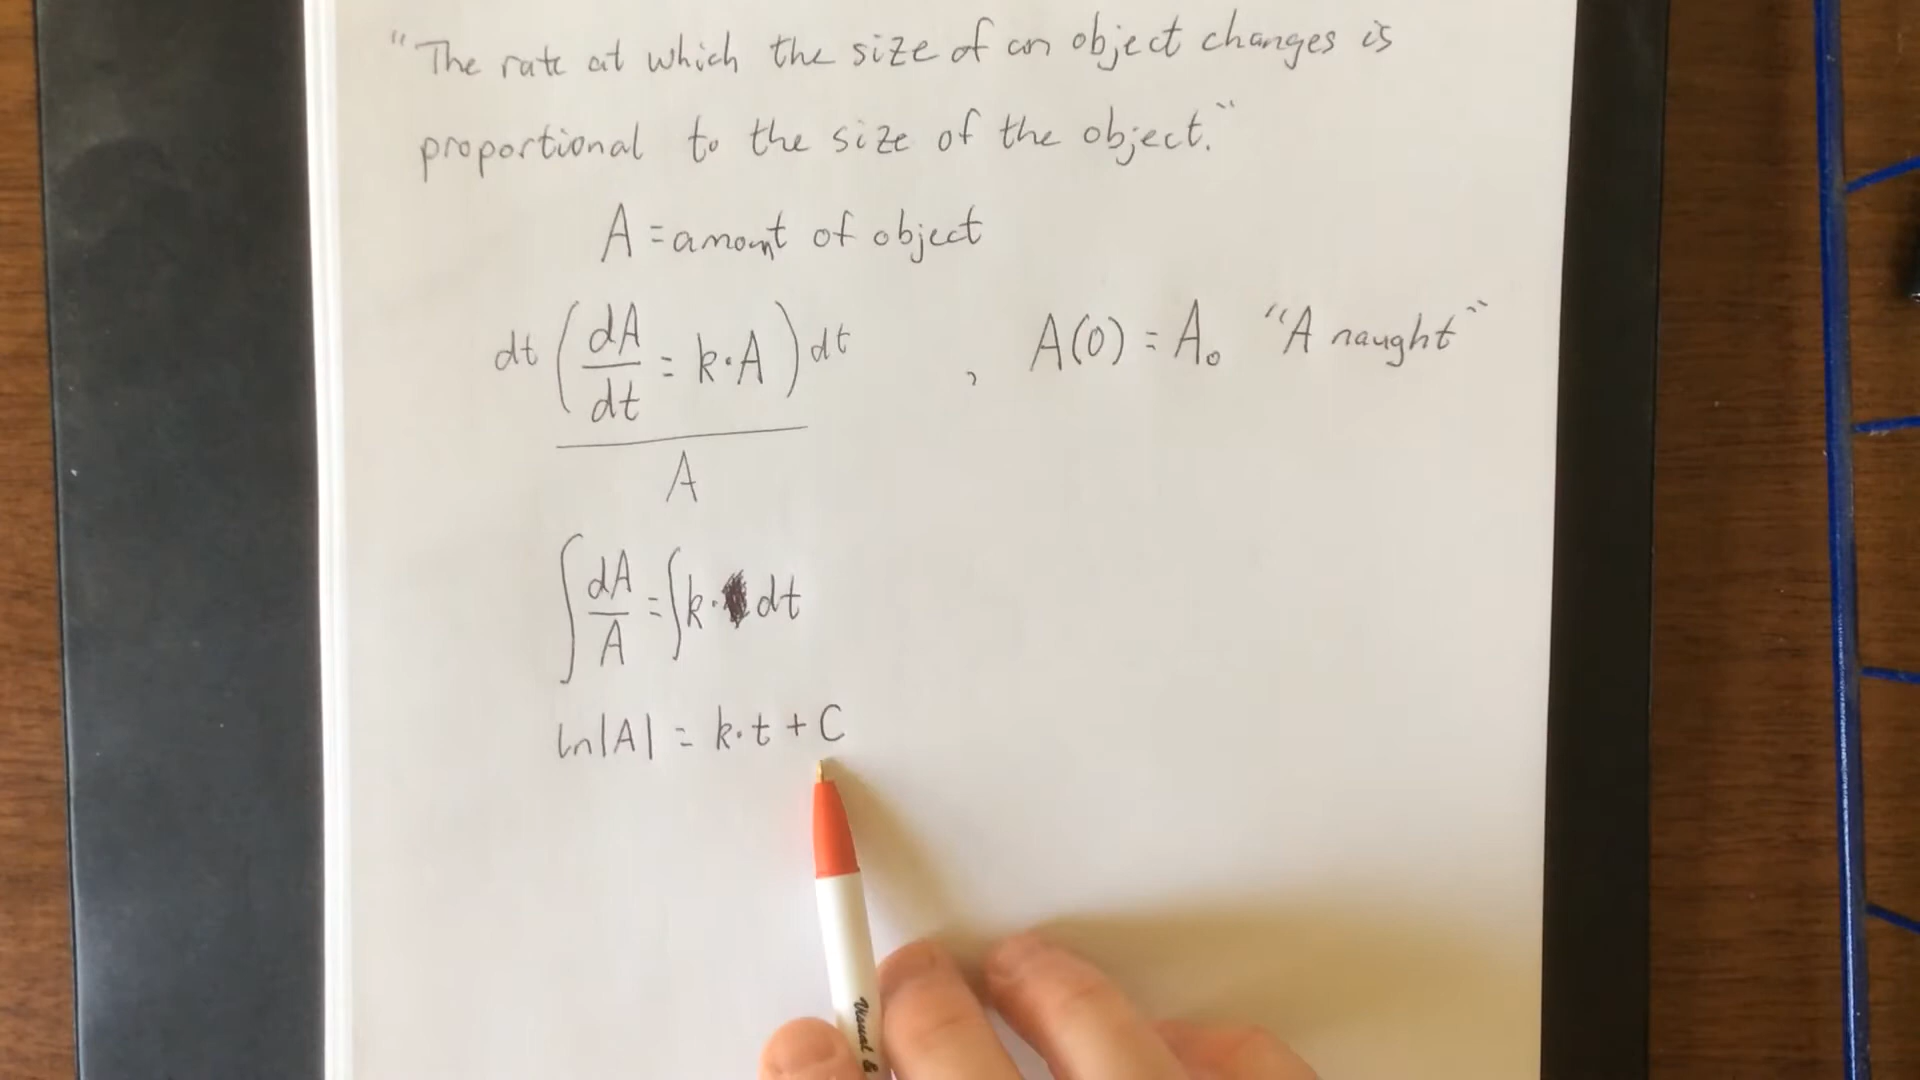 “The rate at which the size of an object changes is
proportional to the size of the object.”
A = amount of object
dt (dA/dt = k·A) dt , A(0) = A₀ “A naught”
A
∫ dA/A = ∫ k· dt
ln|A| = k·t + C
Visual &